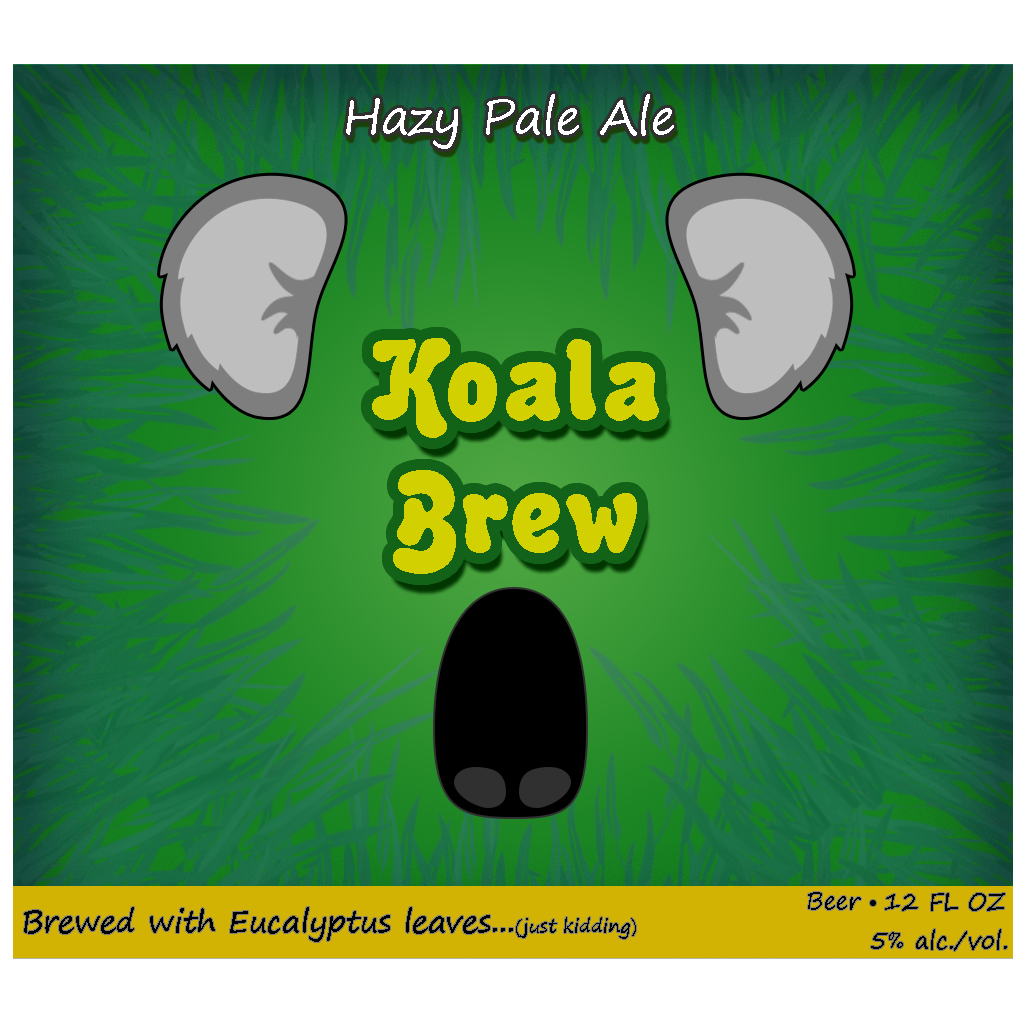 Hazy Pale Ale
Koala
Brew
Brewed with Eucalyptus leaves...(just kidding)
Beer • 12 FL OZ
5% alc./vol.